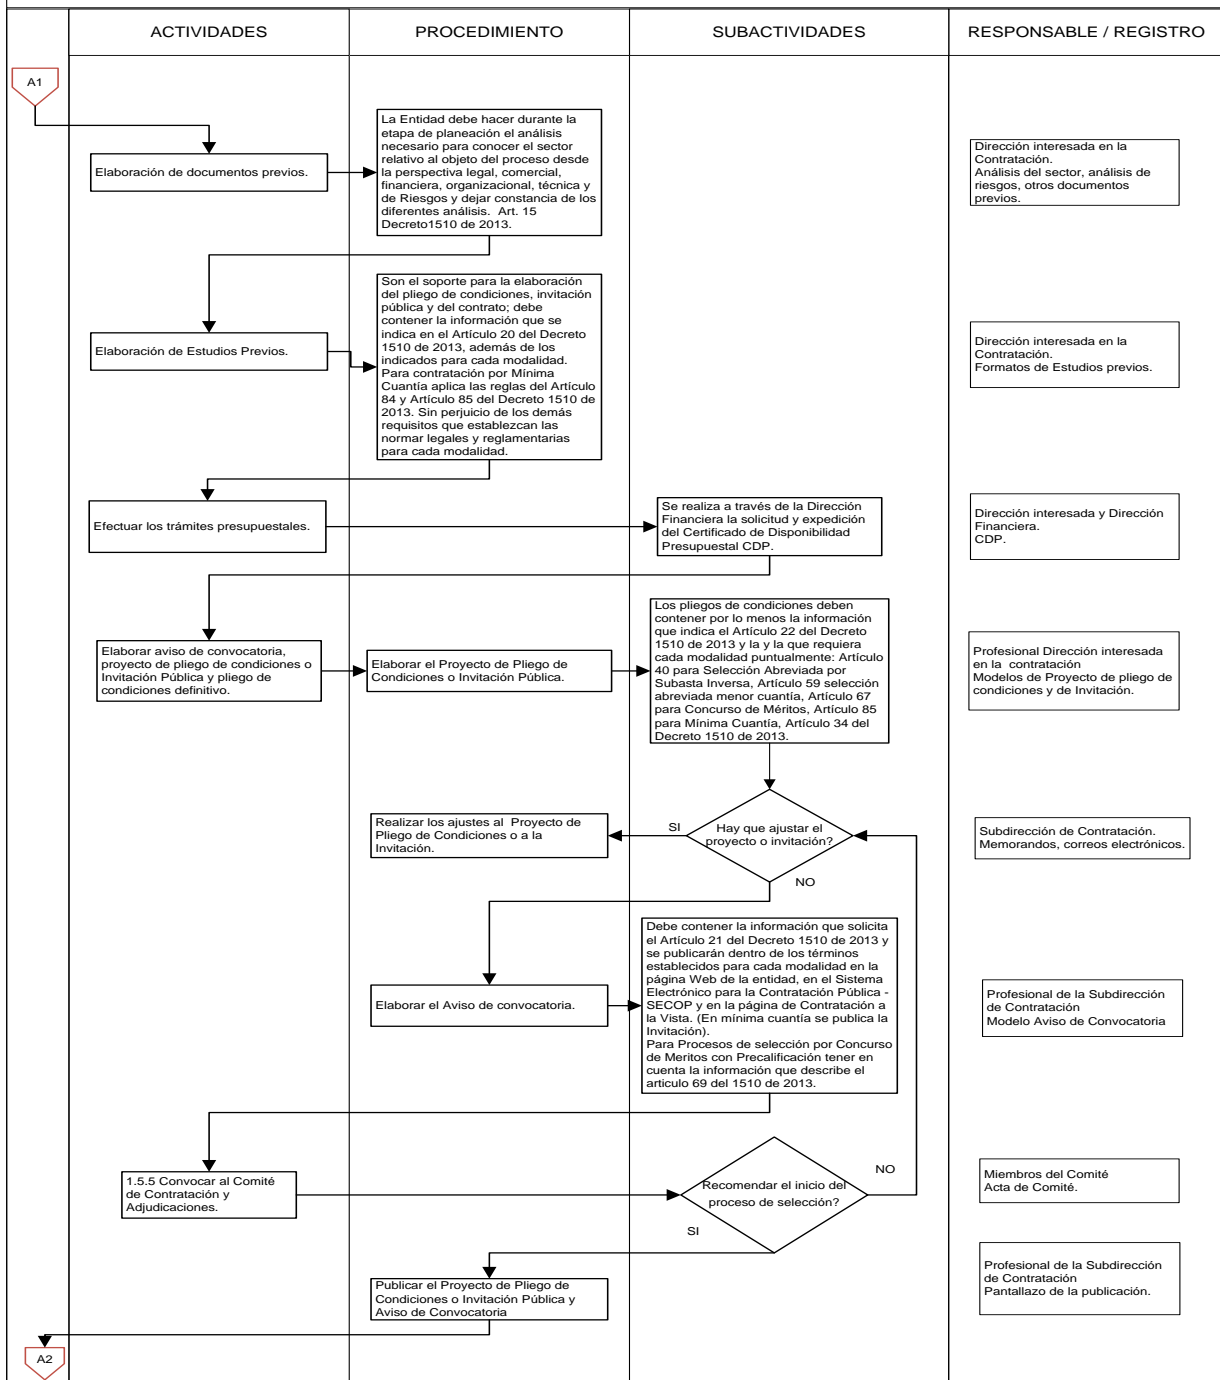 ACTIVIDADES
PROCEDIMIENTO
SUBACTIVIDADES
RESPONSABLE / REGISTRO
A1
Elaboración de documentos previos.
La Entidad debe hacer durante la
etapa de planeación el análisis
necesario para conocer el sector
relativo al objeto del proceso desde
la perspectiva legal, comercial,
financiera, organizacional, técnica y
de Riesgos y dejar constancia de los
diferentes análisis.  Art. 15
Decreto1510 de 2013.
Dirección interesada en la
Contratación.
Análisis del sector, análisis de
riesgos, otros documentos
previos.
Elaboración de Estudios Previos.
Son el soporte para la elaboración
del pliego de condiciones, invitación
pública y del contrato; debe
contener la información que se
indica en el Artículo 20 del Decreto
1510 de 2013, además de los
indicados para cada modalidad.
Para contratación por Mínima
Cuantía aplica las reglas del Artículo
84 y Artículo 85 del Decreto 1510 de
2013. Sin perjuicio de los demás
requisitos que establezcan las
normar legales y reglamentarias
para cada modalidad.
Dirección interesada en la
Contratación.
Formatos de Estudios previos.
Efectuar los trámites presupuestales.
Se realiza a través de la Dirección
Financiera la solicitud y expedición
del Certificado de Disponibilidad
Presupuestal CDP.
Dirección interesada y Dirección
Financiera.
CDP.
Elaborar aviso de convocatoria,
proyecto de pliego de condiciones o
Invitación Pública y pliego de
condiciones definitivo.
Elaborar el Proyecto de Pliego de
Condiciones o Invitación Pública.
Los pliegos de condiciones deben
contener por lo menos la información
que indica el Artículo 22 del Decreto
1510 de 2013 y la y la que requiera
cada modalidad puntualmente: Artículo
40 para Selección Abreviada por
Subasta Inversa, Artículo 59 selección
abreviada menor cuantía, Artículo 67
para Concurso de Méritos, Artículo 85
para Mínima Cuantía, Artículo 34 del
Decreto 1510 de 2013.
Profesional Dirección interesada
en la  contratación
Modelos de Proyecto de pliego de
condiciones y de Invitación.
Realizar los ajustes al  Proyecto de
Pliego de Condiciones o a la
Invitación.
SI
Hay que ajustar el
proyecto o invitación?
NO
Subdirección de Contratación.
Memorandos, correos electrónicos.
Elaborar el Aviso de convocatoria.
Debe contener la información que solicita
el Artículo 21 del Decreto 1510 de 2013 y
se publicarán dentro de los términos
establecidos para cada modalidad en la
página Web de la entidad, en el Sistema
Electrónico para la Contratación Pública -
SECOP y en la página de Contratación a
la Vista. (En mínima cuantía se publica la
Invitación).
Para Procesos de selección por Concurso
de Meritos con Precalificación tener en
cuenta la información que describe el
articulo 69 del 1510 de 2013.
Profesional de la Subdirección
de Contratación
Modelo Aviso de Convocatoria
1.5.5 Convocar al Comité
de Contratación y
Adjudicaciones.
Recomendar el inicio del
proceso de selección?
NO
SI
Miembros del Comité
Acta de Comité.
Publicar el Proyecto de Pliego de
Condiciones o Invitación Pública y
Aviso de Convocatoria
Profesional de la Subdirección
de Contratación
Pantallazo de la publicación.
A2